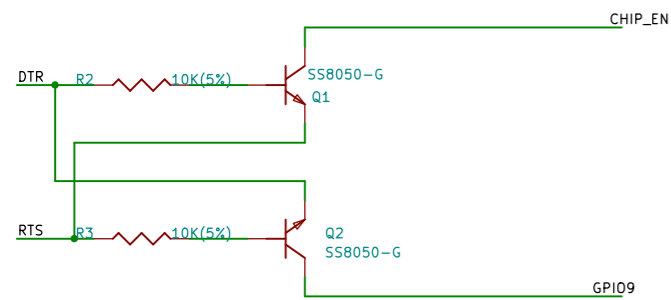 CHIP_EN
SS8050-G
DTR R2 10K(5%)
Q1
RTS R3 10K(5%) Q2
SS8050-G
GPIO9